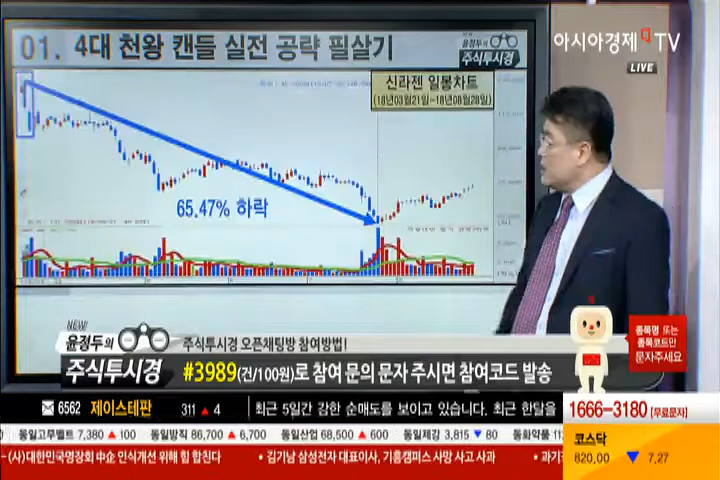 01. 4대 천왕 캔들 실전 공략 필살기
윤정두의
주식투시경
아시아경제 TV
LIVE
신라젠 일봉차트
(18년03월21일~18년08월28일)
65.47% 하락
NEW
윤정두의
주식투시경
주식투시경 오픈채팅방 참여방법!
#3989(건/100원)로 참여 문의 문자 주시면 참여코드 발송
종목명 또는
종목코드만
문자주세요
6562 제이스테판 311 ▲ 4 최근 5일간 강한 순매도를 보이고 있습니다. 최근 한달을
1666-3180 [무료문자]
동일고무벨트 7,380 ▲ 100 동일방직 86,700 ▲ 6,700 동일산업 68,500 ▲ 600 동일제강 3,815 ▼ 80 동화약품
코스닥
820.00 ▼ 7.27
(사)대한민국명장회 中企 인식개선 위해 힘 합친다 • 김기남 삼성전자 대표이사, 기흥캠퍼스 사망 사고 사과 • 과기